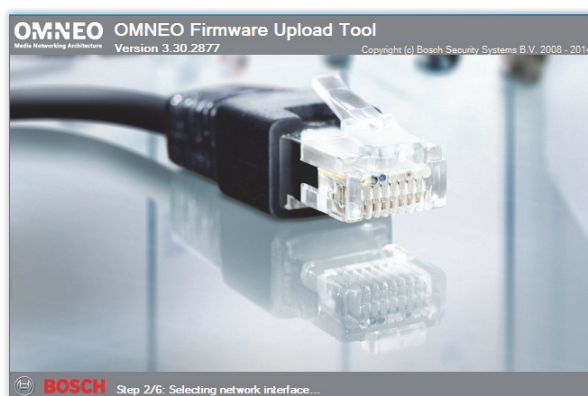 OMNEO OMNEO Firmware Upload Tool
Media Networking Architecture Version 3.30.2877 Copyright (c) Bosch Security Systems B.V. 2008 - 2014
BOSCH Step 2/6: Selecting network interface...